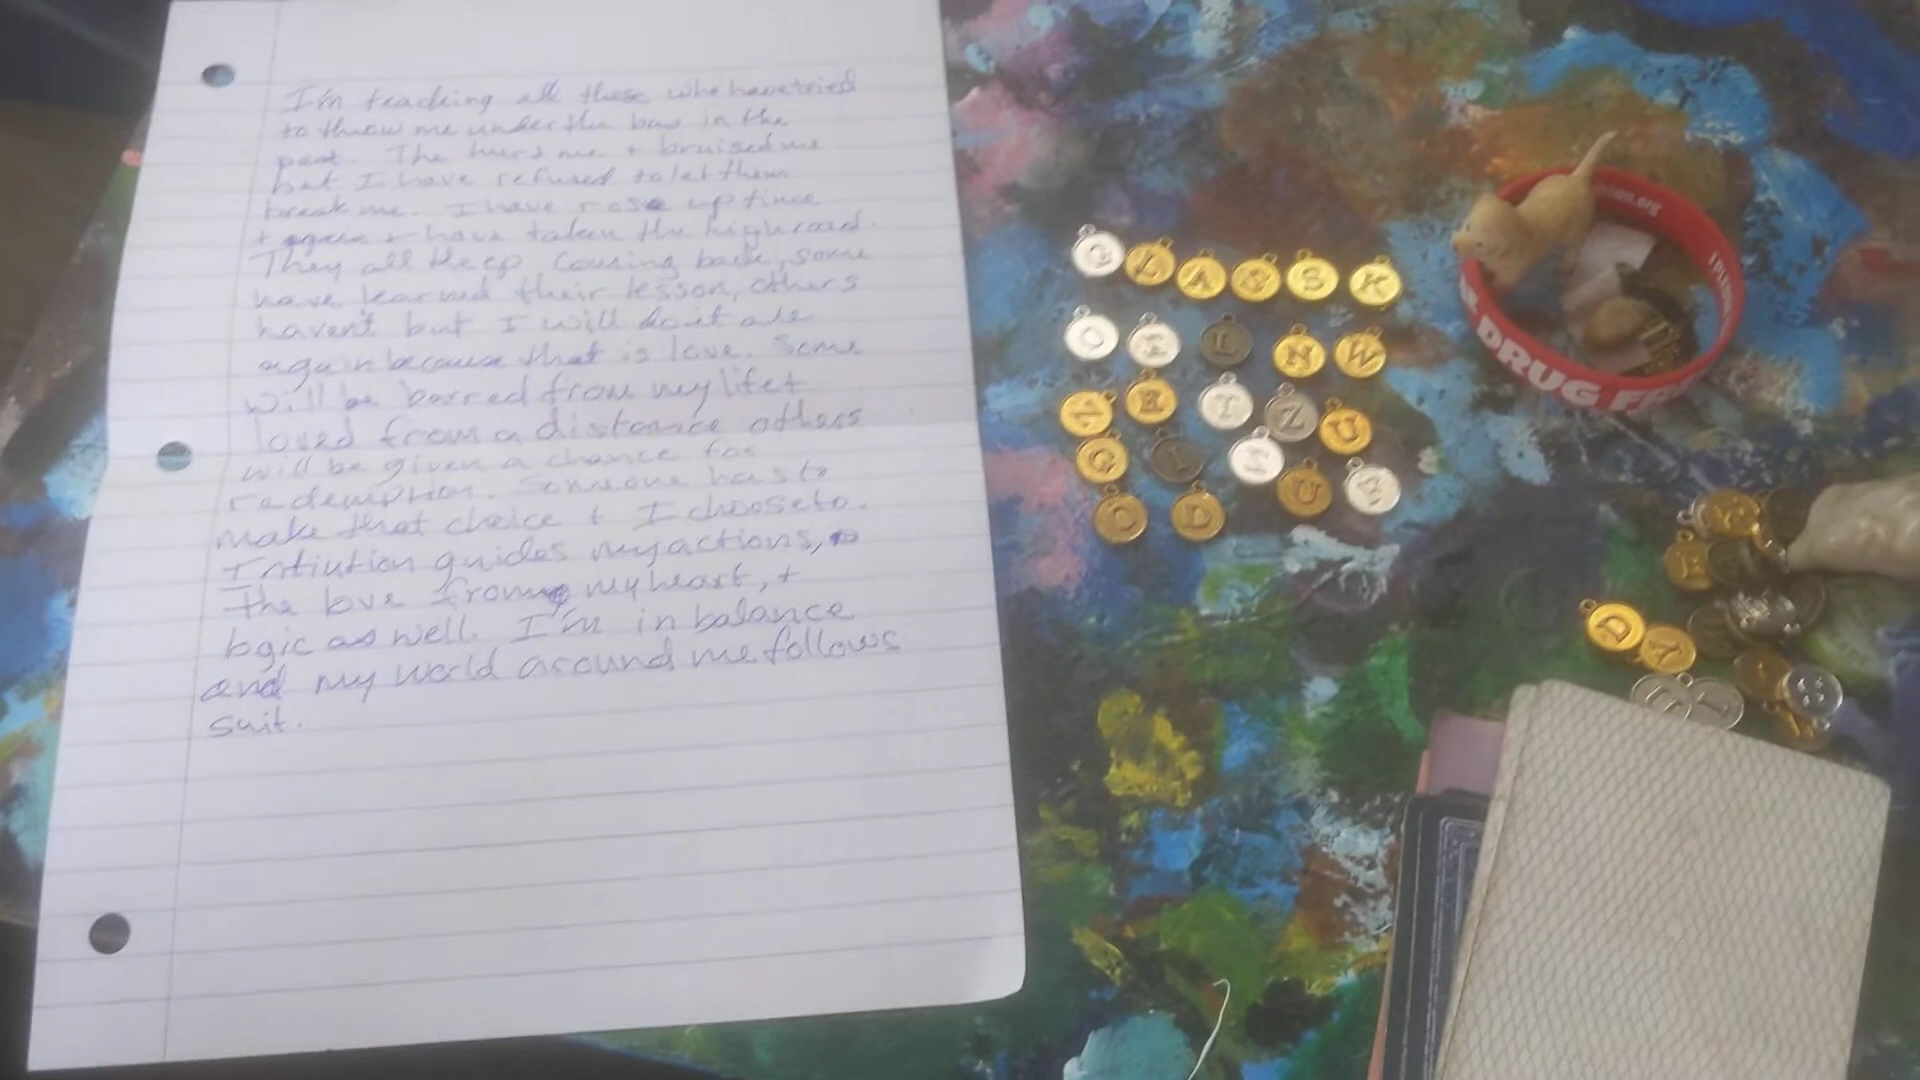 I'm teaching all those who have tried
to throw me under the bus in the
past. The hurt me + bruised me
but I have refused to let them
break me. I have rose up time
+ again + have taken the high road.
They all keep coming back, some
have learned their lesson, others
haven't but I will do it all
again because that is love. Some
will be barred from my life +
loved from a distance others
will be given a chance for
redemption. Someone has to
make that choice + I choose to.
Intiution guides my actions,
The love from my heart, +
logic as well. I'm in balance
and my world around me follows
suit.
G L A S K
O E L N W
N E T Z U
G I U
D
DRUG F
.org
I PLEDGE
D A